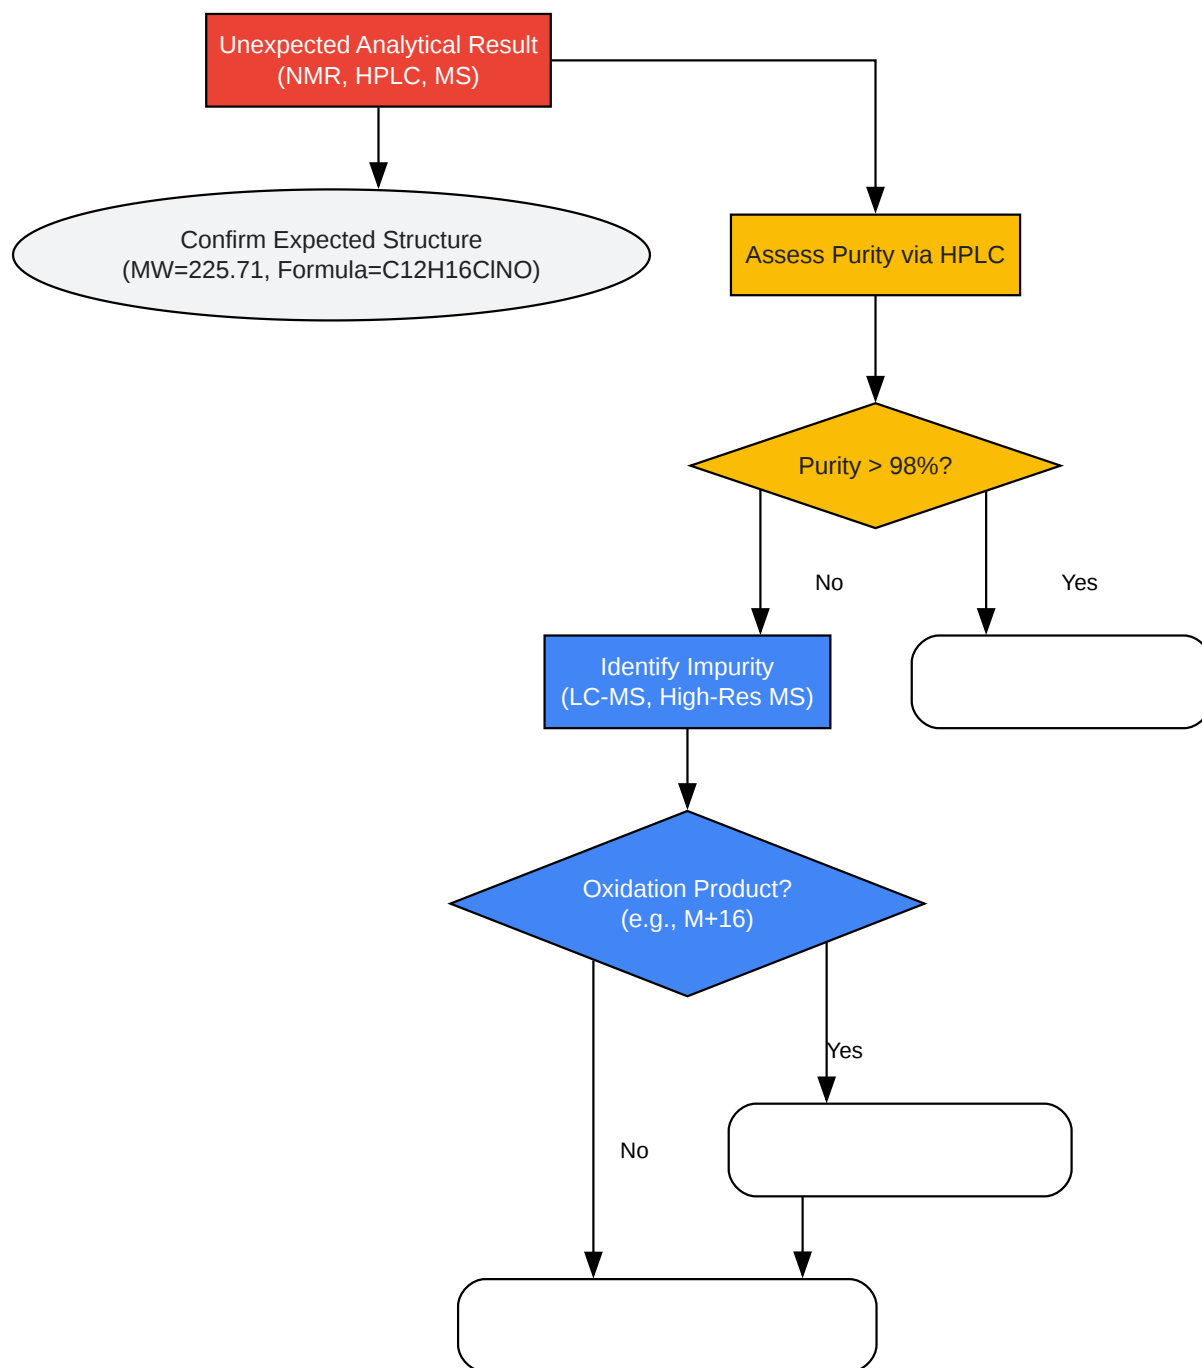 Unexpected Analytical Result
(NMR, HPLC, MS)
Confirm Expected Structure
(MW=225.71, Formula=C12H16ClNO)
Assess Purity via HPLC
Purity > 98%?
No
Yes
Identify Impurity
(LC-MS, High-Res MS)
Oxidation Product?
(e.g., M+16)
Yes
No